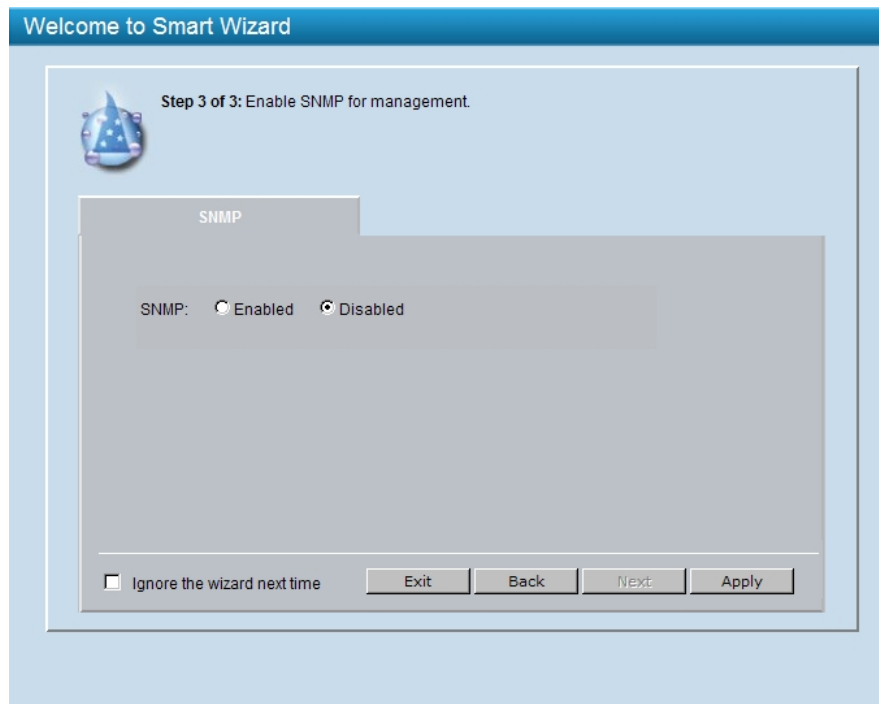 Welcome to Smart Wizard
Step 3 of 3: Enable SNMP for management.
SNMP
SNMP: Enabled Disabled
Ignore the wizard next time Exit Back Next Apply